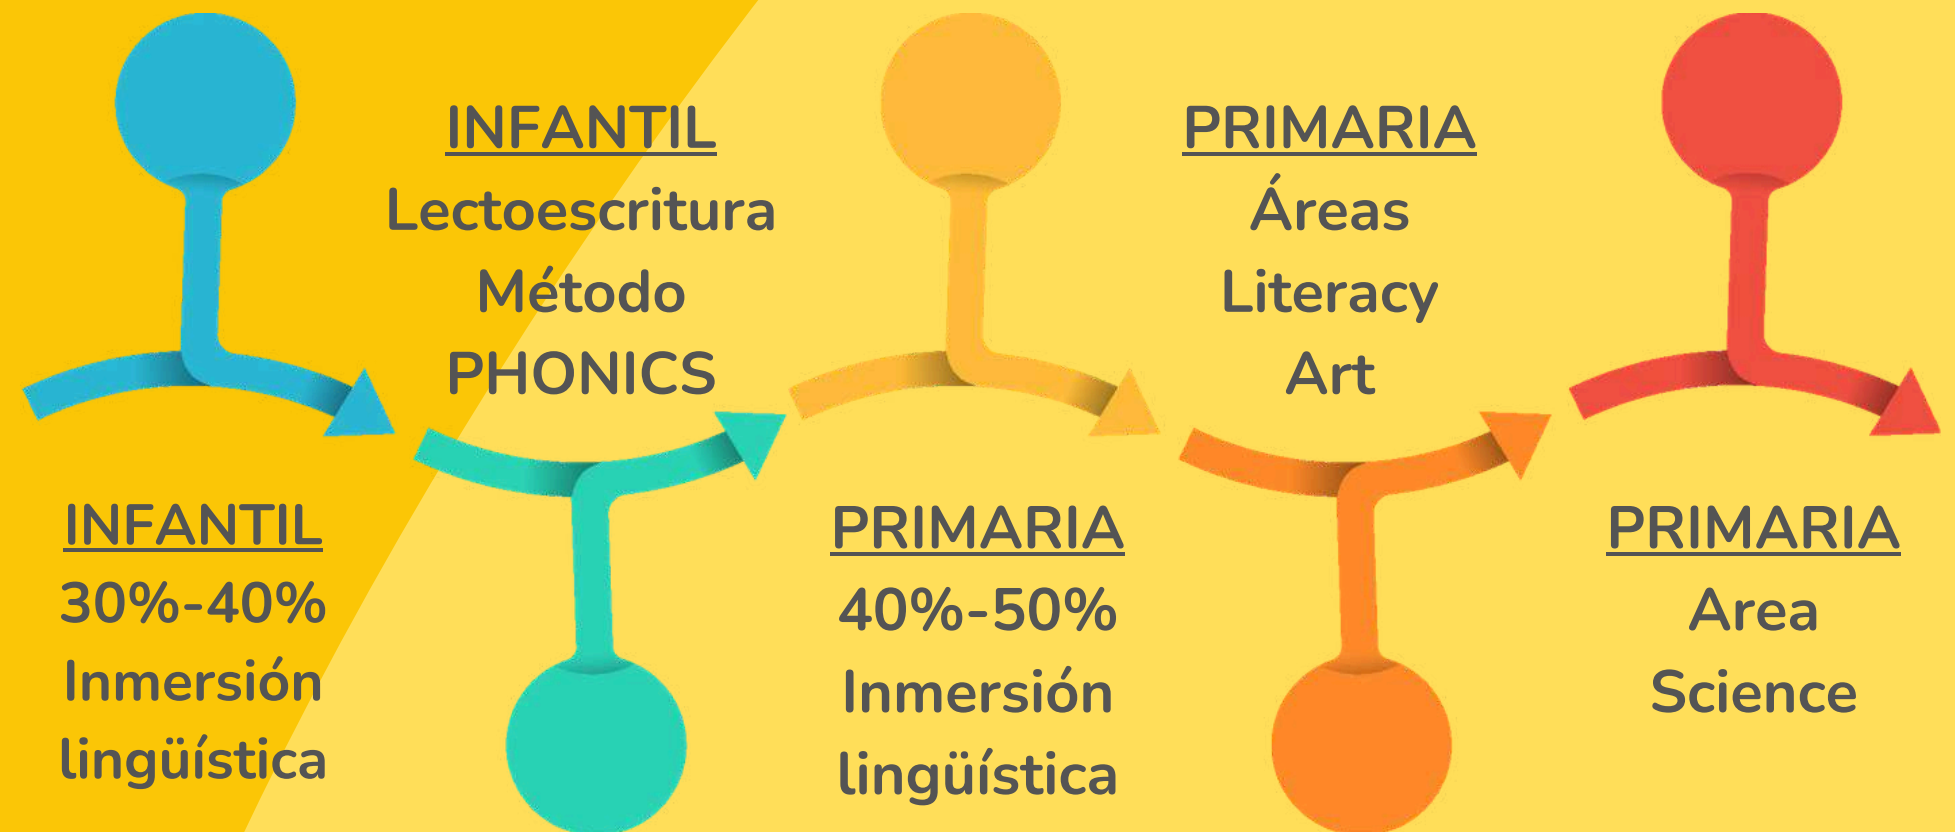 INFANTIL
30%-40%
Inmersión
lingüística
INFANTIL
Lectoescritura
Método
PHONICS
PRIMARIA
40%-50%
Inmersión
lingüística
PRIMARIA
Áreas
Literacy
Art
PRIMARIA
Area
Science